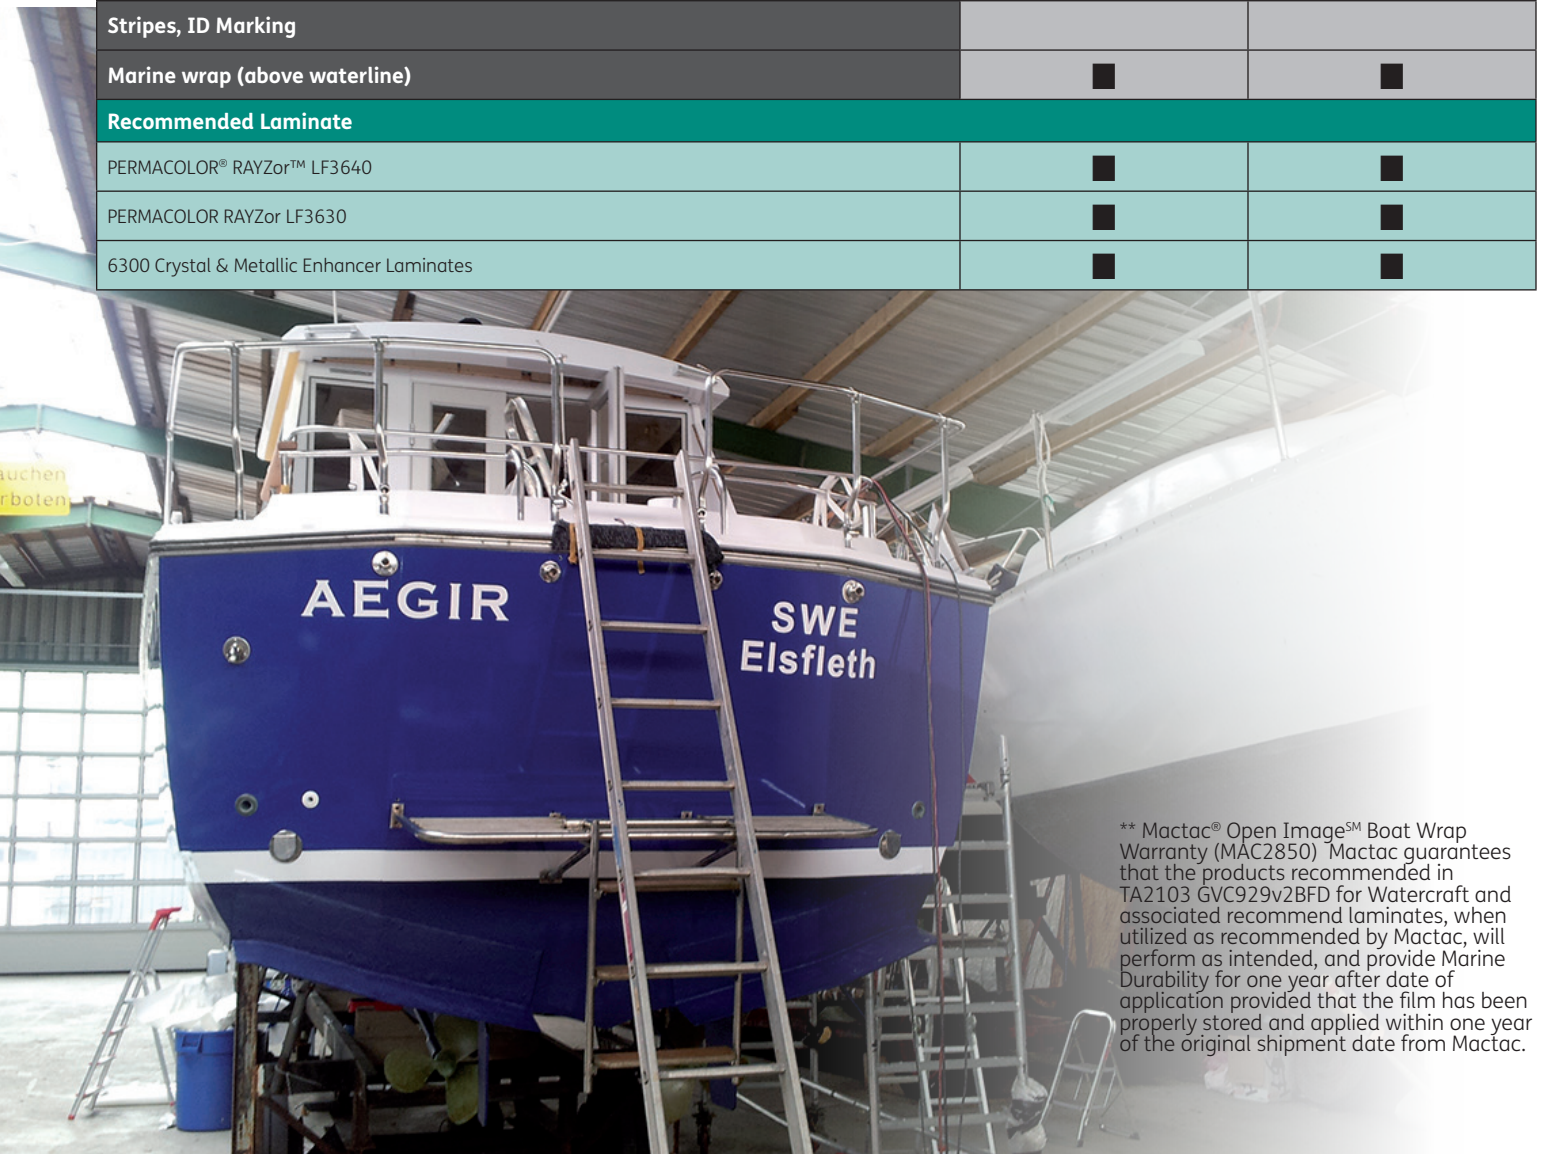 Stripes, ID Marking
Marine wrap (above waterline) ■ ■
Recommended Laminate
PERMACOLOR® RAYZor™ LF3640 ■ ■
PERMACOLOR RAYZor LF3630 ■ ■
6300 Crystal & Metallic Enhancer Laminates ■ ■
auchen
rboten
AEGIR
SWE
Elsfleth
** Mactac® Open Image℠ Boat Wrap
Warranty (MAC2850)  Mactac guarantees
that the products recommended in
TA2103 GVC929v2BFD for Watercraft and
associated recommend laminates, when
utilized as recommended by Mactac, will
perform as intended, and provide Marine
Durability for one year after date of
application provided that the film has been
properly stored and applied within one year
of the original shipment date from Mactac.